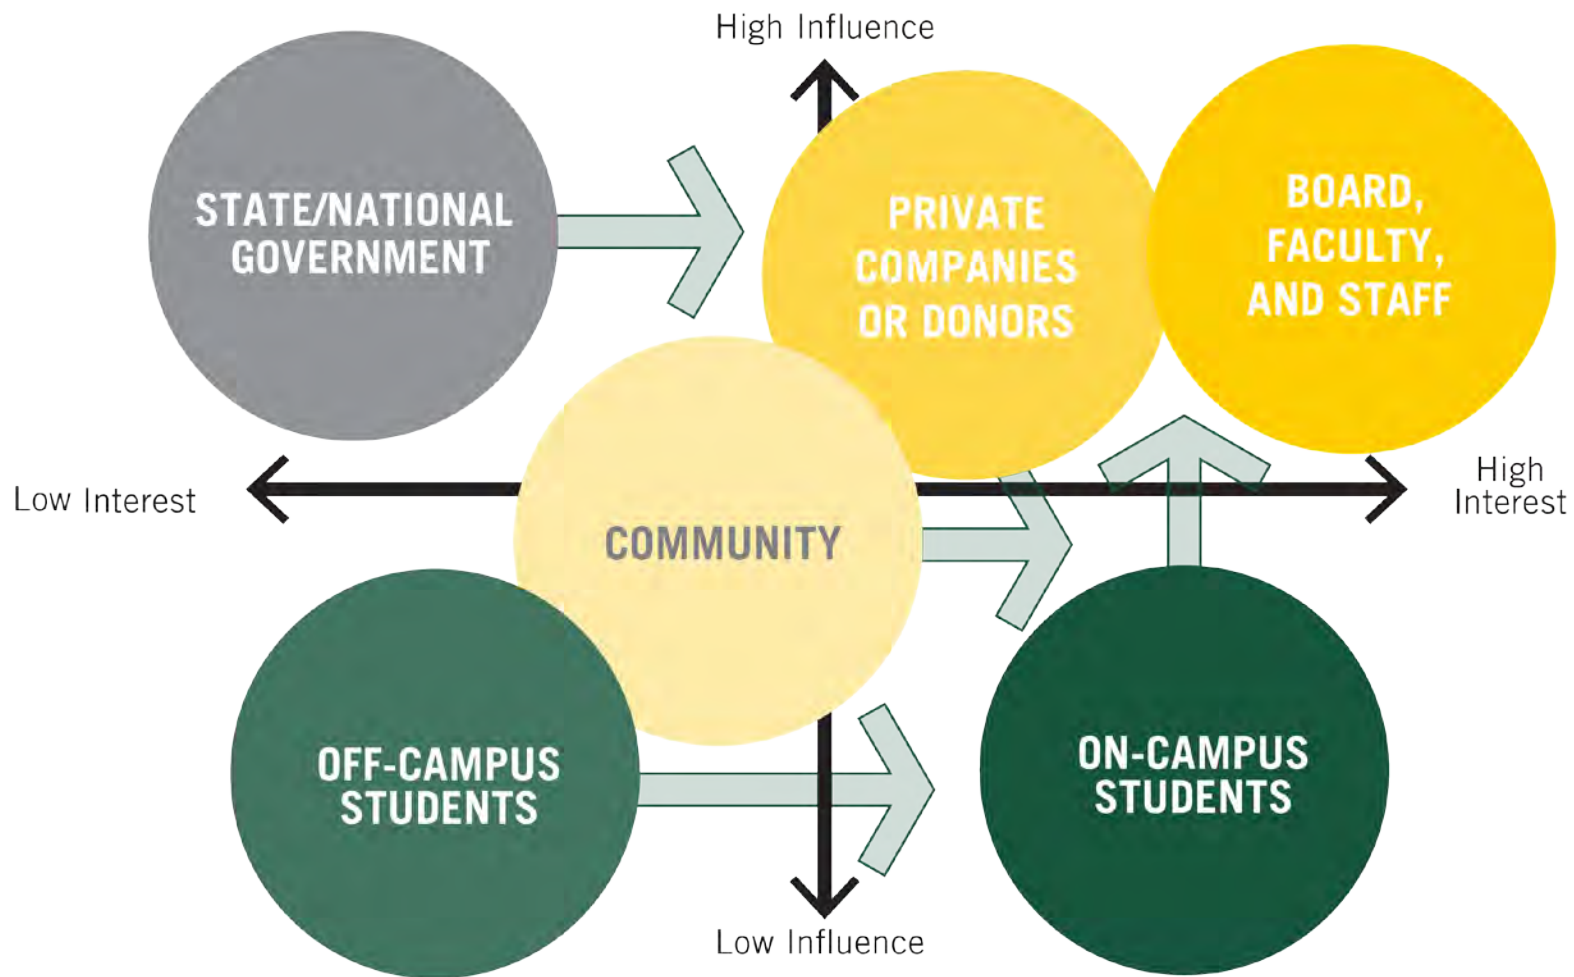 High Influence
STATE/NATIONAL
GOVERNMENT
PRIVATE
COMPANIES
OR DONORS
BOARD,
FACULTY,
AND STAFF
Low Interest
High
Interest
COMMUNITY
OFF-CAMPUS
STUDENTS
ON-CAMPUS
STUDENTS
Low Influence